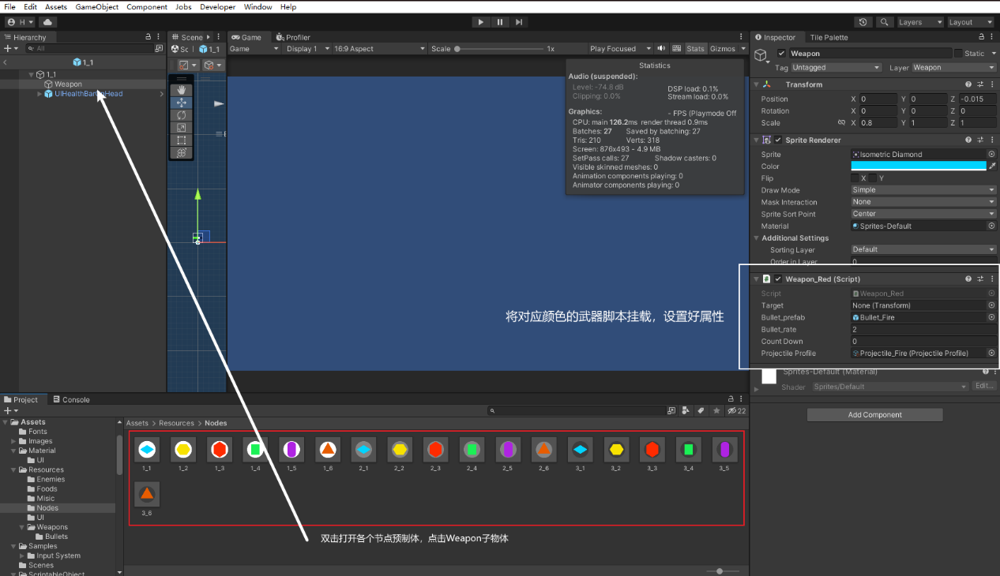 File Edit Assets GameObject Component Jobs Developer Window Help
H Layers Layout
Hierarchy
All
1_1
1_1
Weapon
Scene Game Profiler
Sc 1_1
Game Display 1 16:9 Aspect Scale 1x Play Focused Stats Gizmos
Statistics
Audio (suspended):
Level: -74.8 dB DSP load: 0.1%
Clipping: 0.0% Stream load: 0.0%
Graphics: - FPS (Playmode Off
CPU: main 126.2ms render thread 0.9ms
Batches: 27 Saved by batching: 27
Tris: 210 Verts: 318
Screen: 876x493 - 4.9 MB
SetPass calls: 27 Shadow casters: 0
Visible skinned meshes: 0
Animation components playing: 0
Animator components playing: 0
将对应颜色的武器脚本挂载，设置好属性
Inspector Tile Palette
Weapon Static
Tag Untagged Layer Weapon
Transform
Position X 0 Y 0 Z -0.015
Rotation X 0 Y 0 Z 0
Scale X 0.8 Y 1 Z 1
Sprite Renderer
Sprite Isometric Diamond
Color
Flip X Y
Draw Mode Simple
Mask Interaction None
Sprite Sort Point Center
Material Sprites-Default
Additional Settings
Sorting Layer Default
Order in Layer 0
Weapon_Red (Script)
Script Weapon_Red
Target None (Transform)
Bullet_prefab Bullet_Fire
Bullet_rate 2
Count Down 0
Projectile Profile Projectile_Fire (Projectile Profile)
Sprites-Default (Material)
Shader Sprites/Default Edit...
Add Component
Project Console
22
Assets
Fonts
Images
Material
UI
Resources
Enemies
Foods
Misic
Nodes
UI
Weapons
Bullets
Samples
Input System
Scenes
ScriptableObject
Assets > Resources > Nodes
1_1 1_2 1_3 1_4 1_5 1_6 2_1 2_2 2_3 2_4 2_5 2_6 3_1 3_2 3_3 3_4 3_5
3_6
双击打开各个节点预制体，点击Weapon子物体